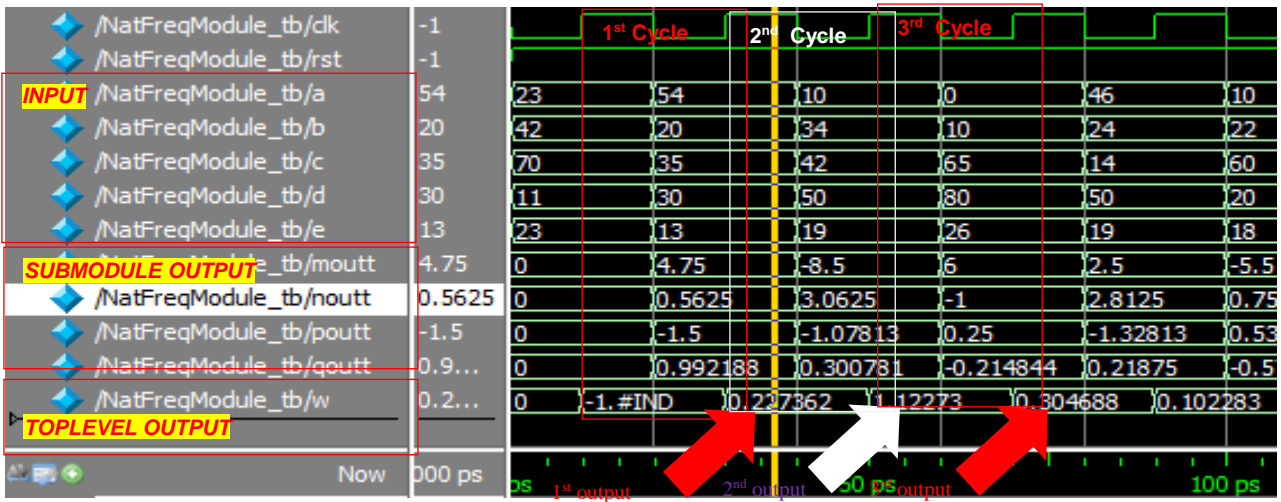 /NatFreqModule_tb/clk -1
1st Cycle 2nd Cycle 3rd Cycle
/NatFreqModule_tb/rst -1
INPUT /NatFreqModule_tb/a 54 23 54 10 0 46 10
/NatFreqModule_tb/b 20 42 20 34 10 24 22
/NatFreqModule_tb/c 35 70 35 42 65 14 60
/NatFreqModule_tb/d 30 11 30 50 80 50 20
/NatFreqModule_tb/e 13 23 13 19 26 19 18
SUBMODULE OUTPUT e_tb/moutt 4.75 0 4.75 -8.5 6 2.5 -5.5
/NatFreqModule_tb/noutt 0.5625 0 0.5625 3.0625 -1 2.8125 0.75
/NatFreqModule_tb/poutt -1.5 0 -1.5 -1.07813 0.25 -1.32813 0.53
/NatFreqModule_tb/qoutt 0.9... 0 0.992188 0.300781 -0.214844 0.21875 -0.5
/NatFreqModule_tb/w 0.2... 0 -1.#IND 0.227362 1.12273 0.304688 0.102283
TOPLEVEL OUTPUT
Now 000 ps ps 50 ps 100 ps
1st output 2nd output output